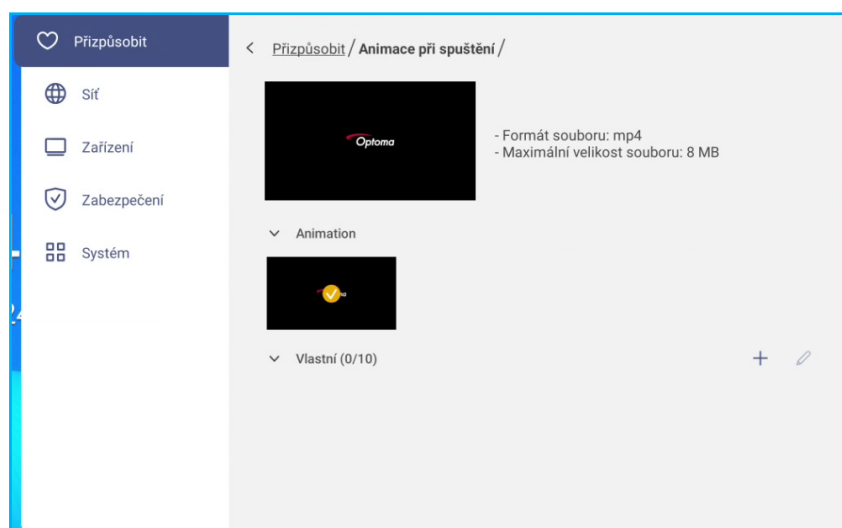 Přizpůsobit
Síť
Zařízení
Zabezpečení
Systém
Přizpůsobit / Animace při spuštění /
Optoma
- Formát souboru: mp4
- Maximální velikost souboru: 8 MB
Animation
Vlastní (0/10)